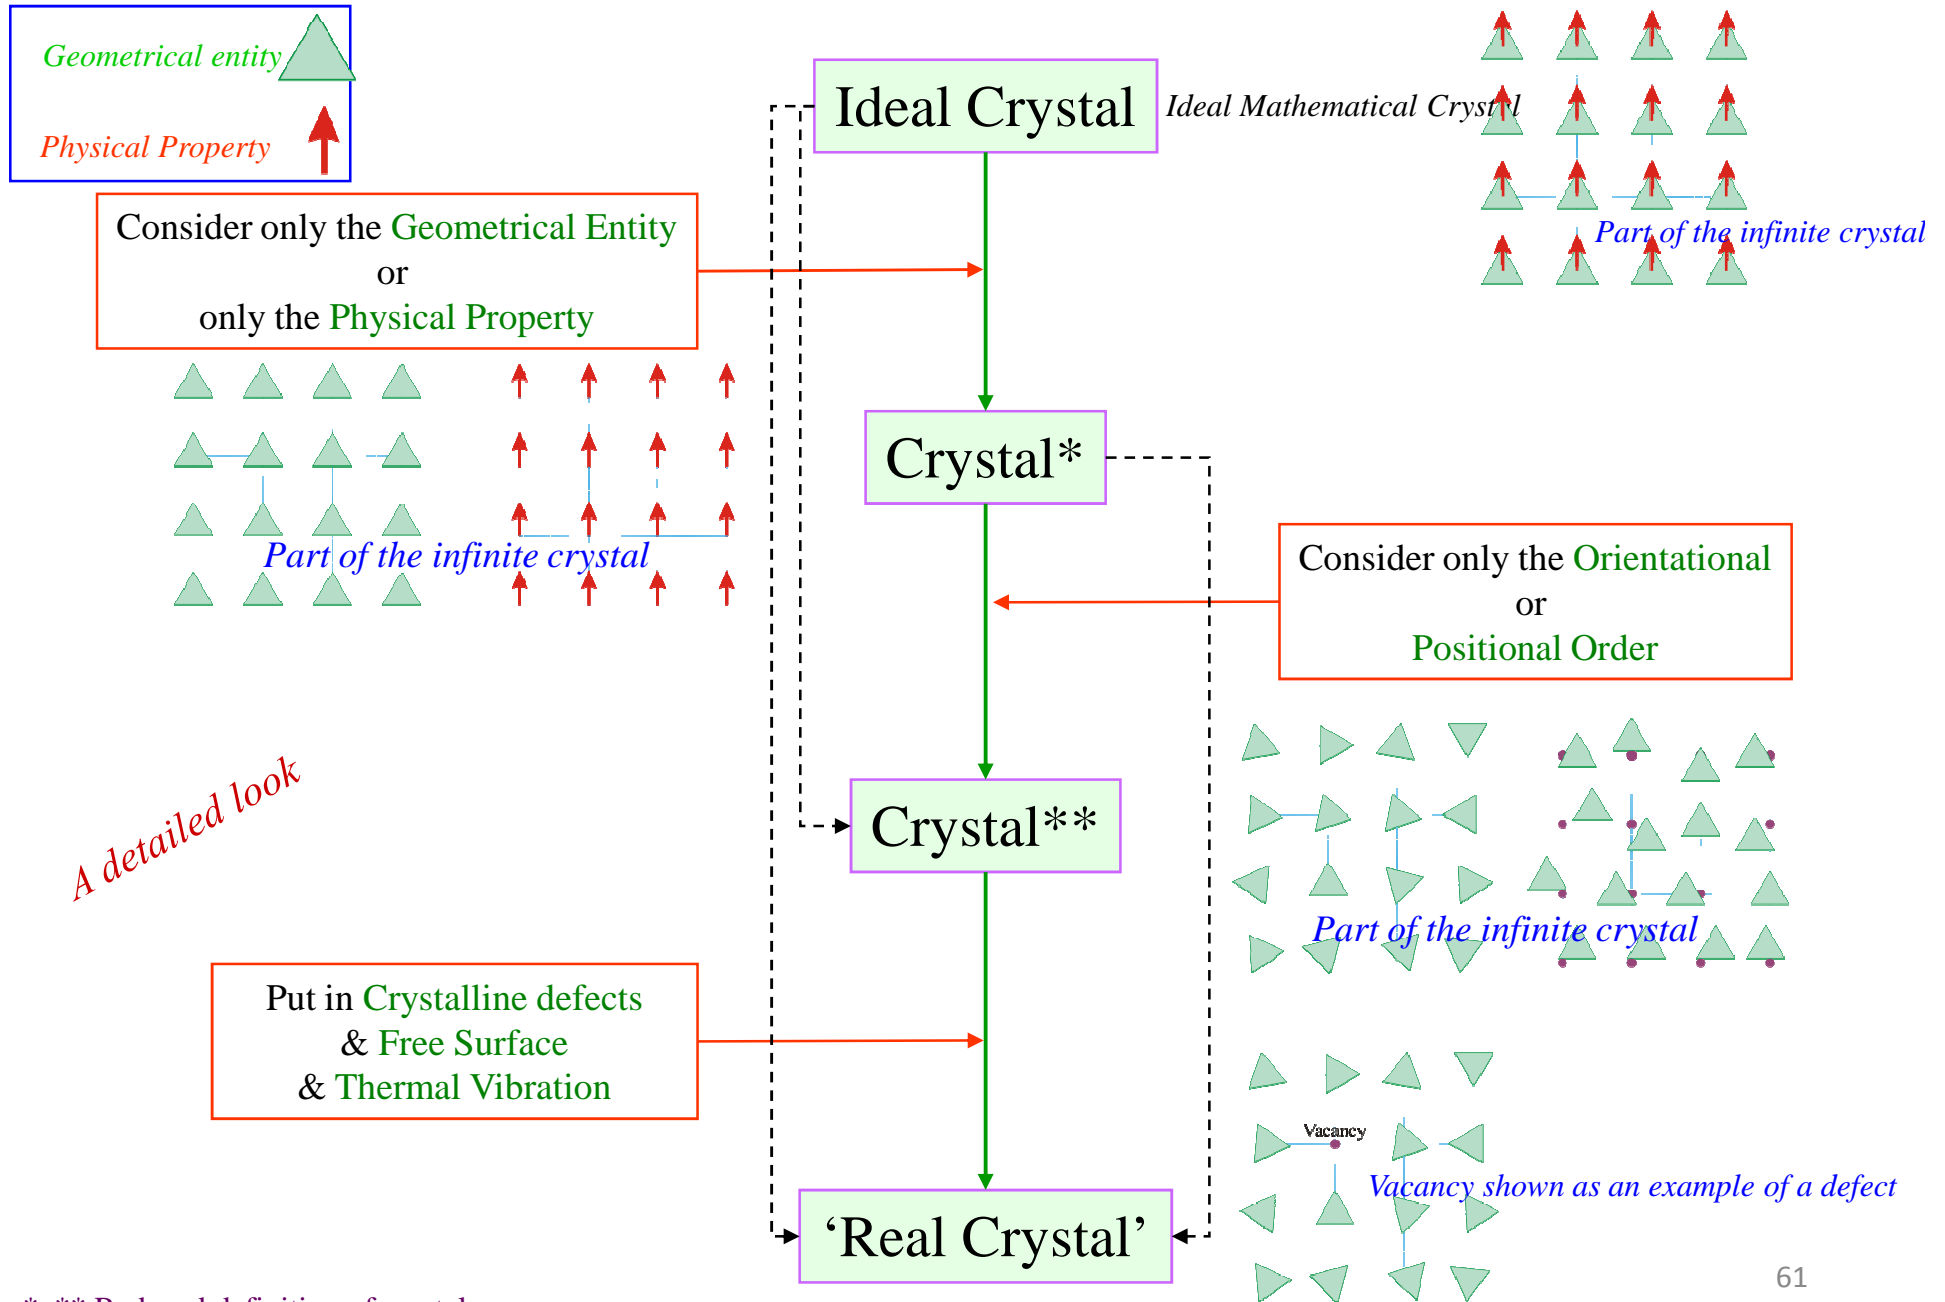 Geometrical entity
Physical Property
Ideal Crystal
Ideal Mathematical Crystal
Part of the infinite crystal
Consider only the Geometrical Entity
or
only the Physical Property
Part of the infinite crystal
Crystal*
Consider only the Orientational
or
Positional Order
Part of the infinite crystal
A detailed look
Crystal**
Put in Crystalline defects
& Free Surface
& Thermal Vibration
Vacancy
Vacancy shown as an example of a defect
‘Real Crystal’
61